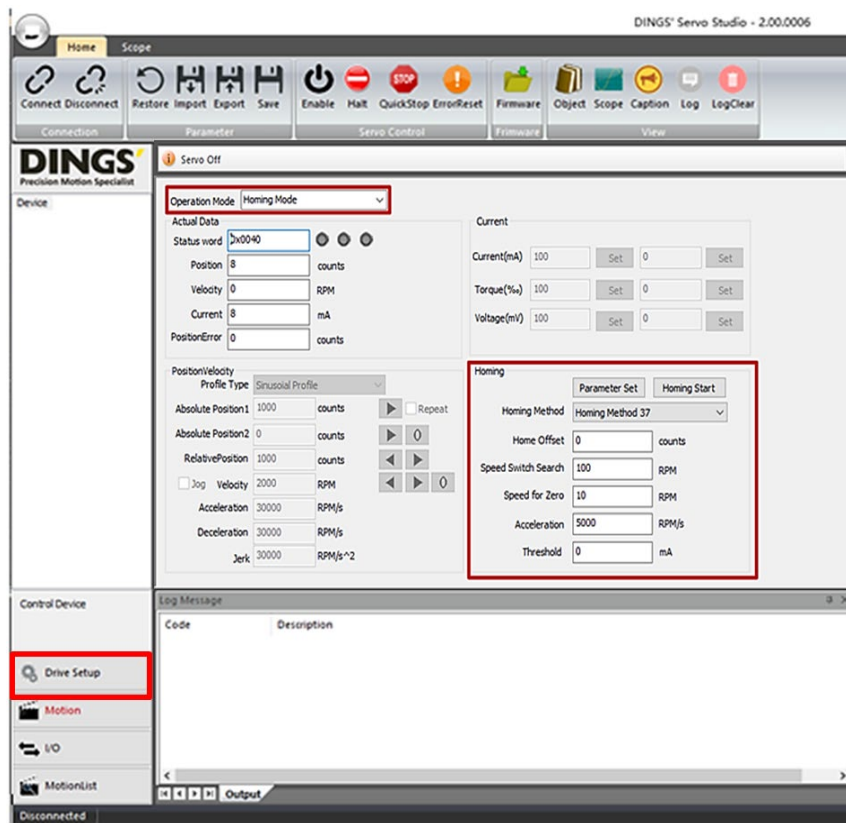 DINGS' Servo Studio - 2.00.0006
Home Scope
Connect Disconnect Restore Import Export Save Enable Halt QuickStop ErrorReset Firmware Object Scope Caption Log LogClear
Connection Parameter Servo Control Frimware View
DINGS'
Precision Motion Specialist
Servo Off
Device
Operation Mode Homing Mode
Actual Data
Status word 0x0040
Position 8 counts
Velocity 0 RPM
Current 8 mA
PositionError 0 counts
Current
Current(mA) 100 Set 0 Set
Torque(‰) 100 Set 0 Set
Voltage(mV) 100 Set 0 Set
PositionVelocity
Profile Type Sinusoial Profile
Absolute Position1 1000 counts Repeat
Absolute Position2 0 counts 0
RelativePosition 1000 counts
Jog Velocity 2000 RPM 0
Acceleration 30000 RPM/s
Deceleration 30000 RPM/s
Jerk 30000 RPM/s^2
Homing
Parameter Set Homing Start
Homing Method Homing Method 37
Home Offset 0 counts
Speed Switch Search 100 RPM
Speed for Zero 10 RPM
Acceleration 5000 RPM/s
Threshold 0 mA
Control Device
Drive Setup
Motion
I/O
MotionList
Log Message
Code Description
Output
Disconnected